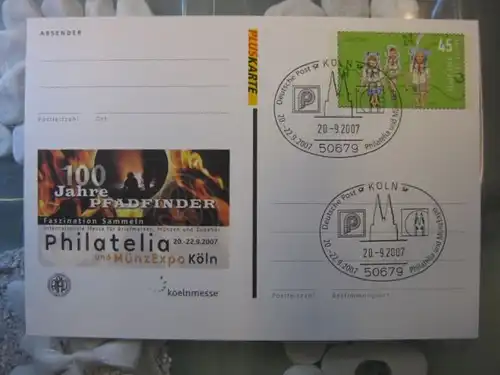 ABSENDER
PLUSKARTE
45
Deutsche Post
KÖLN
20.-9.2007
20.-22.9.2007
50679
Philatelia und Münz
Postleitzahl Ort
100
Jahre
PFADFINDER
Faszination Sammeln
Internationale Messe für Briefmarken, Münzen und Zubehör
Philatelia 20.-22.9.2007
und MünzExpo Köln
koelnmesse
Deutsche Post
KÖLN
P
20.-9.2007
20.-22.9.2007
50679
Philatelia und MünzExpo
Postleitzahl Bestimmungsort